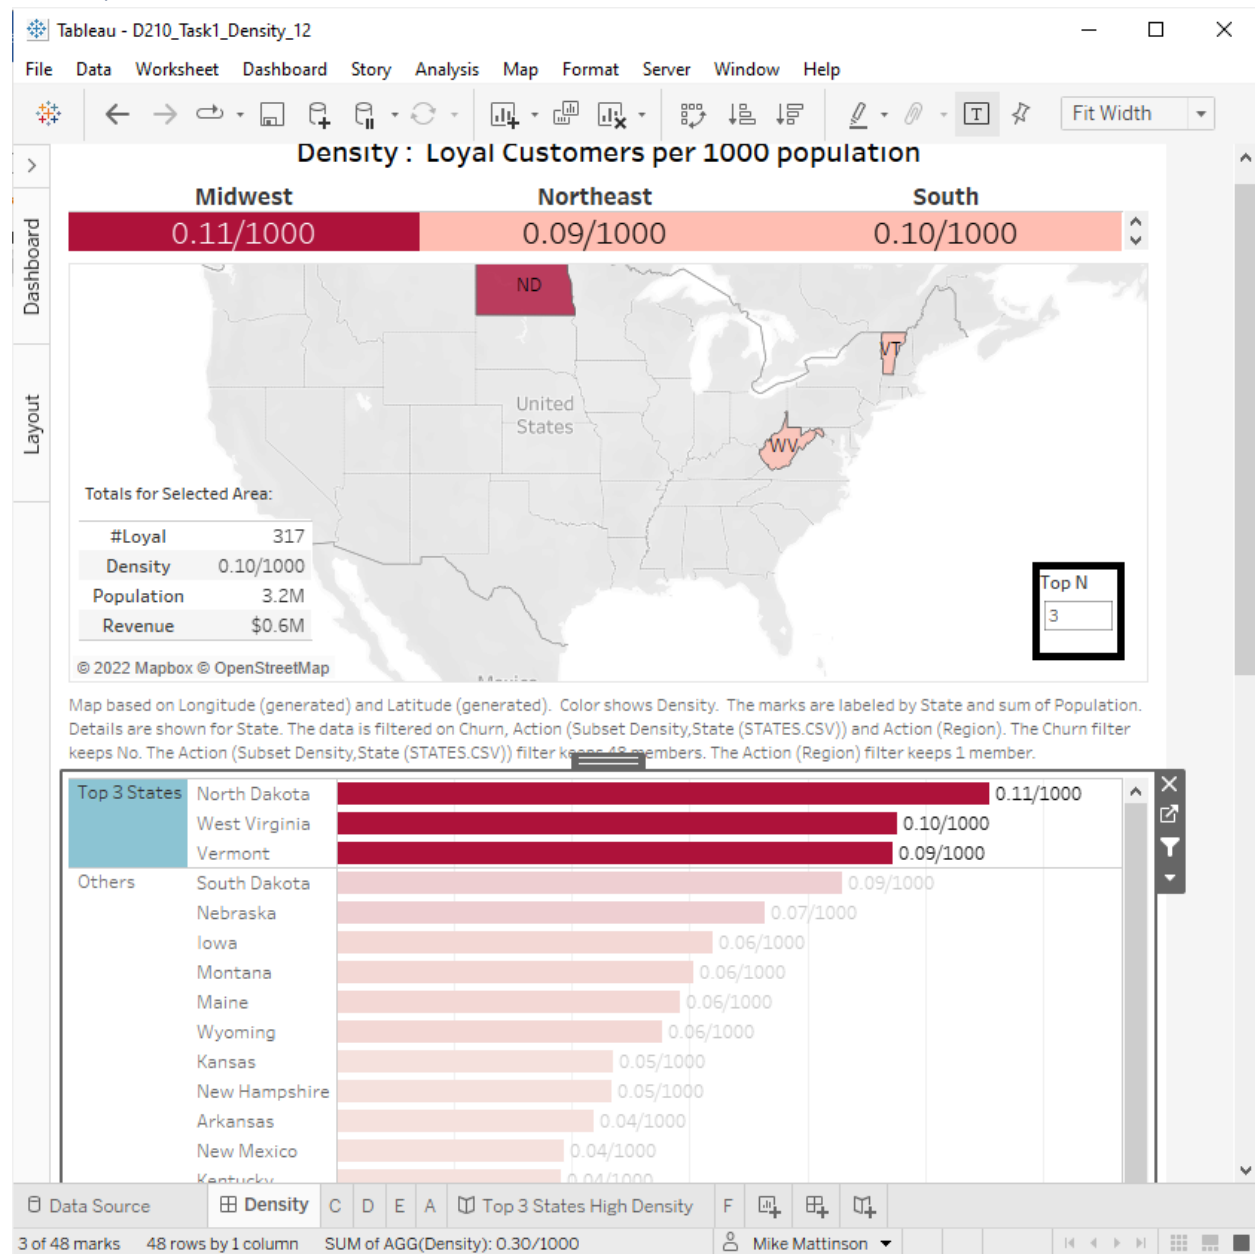 Tableau - D210_Task1_Density_12
File Data Worksheet Dashboard Story Analysis Map Format Server Window Help
T Fit Width
Dashboard
Layout
Density : Loyal Customers per 1000 population
Midwest Northeast South
0.11/1000 0.09/1000 0.10/1000
ND
VT
United
States
WV
Totals for Selected Area:
#Loyal 317
Density 0.10/1000
Population 3.2M
Revenue $0.6M
Top N
3
© 2022 Mapbox © OpenStreetMap
Mexico
Map based on Longitude (generated) and Latitude (generated). Color shows Density. The marks are labeled by State and sum of Population.
Details are shown for State. The data is filtered on Churn, Action (Subset Density,State (STATES.CSV)) and Action (Region). The Churn filter
keeps No. The Action (Subset Density,State (STATES.CSV)) filter keeps 48 members. The Action (Region) filter keeps 1 member.
Top 3 States North Dakota 0.11/1000
West Virginia 0.10/1000
Vermont 0.09/1000
Others South Dakota 0.09/1000
Nebraska 0.07/1000
Iowa 0.06/1000
Montana 0.06/1000
Maine 0.06/1000
Wyoming 0.06/1000
Kansas 0.05/1000
New Hampshire 0.05/1000
Arkansas 0.04/1000
New Mexico 0.04/1000
Kentucky 0.04/1000
Data Source Density C D E A Top 3 States High Density F
3 of 48 marks 48 rows by 1 column SUM of AGG(Density): 0.30/1000 Mike Mattinson